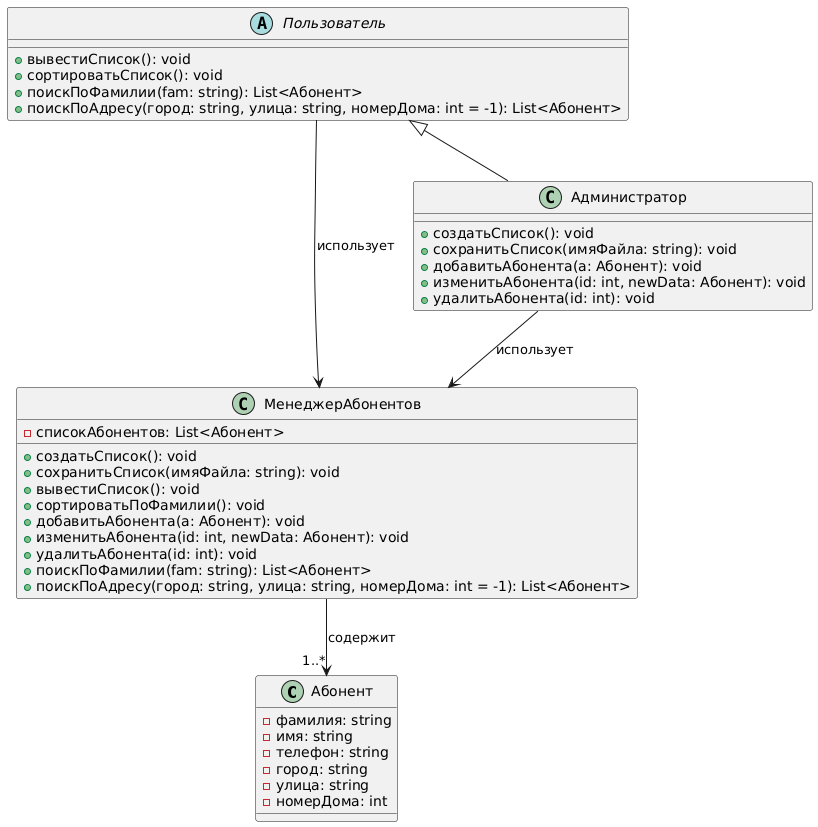 A Пользователь
вывестиСписок(): void
сортироватьСписок(): void
поискПоФамилии(fam: string): List<Абонент>
поискПоАдресу(город: string, улица: string, номерДома: int = -1): List<Абонент>
C Администратор
создатьСписок(): void
сохранитьСписок(имяФайла: string): void
добавитьАбонента(a: Абонент): void
изменитьАбонента(id: int, newData: Абонент): void
удалитьАбонента(id: int): void
использует
использует
C МенеджерАбонентов
списокАбонентов: List<Абонент>
создатьСписок(): void
сохранитьСписок(имяФайла: string): void
вывестиСписок(): void
сортироватьПоФамилии(): void
добавитьАбонента(a: Абонент): void
изменитьАбонента(id: int, newData: Абонент): void
удалитьАбонента(id: int): void
поискПоФамилии(fam: string): List<Абонент>
поискПоАдресу(город: string, улица: string, номерДома: int = -1): List<Абонент>
содержит
1..*
C Абонент
фамилия: string
имя: string
телефон: string
город: string
улица: string
номерДома: int